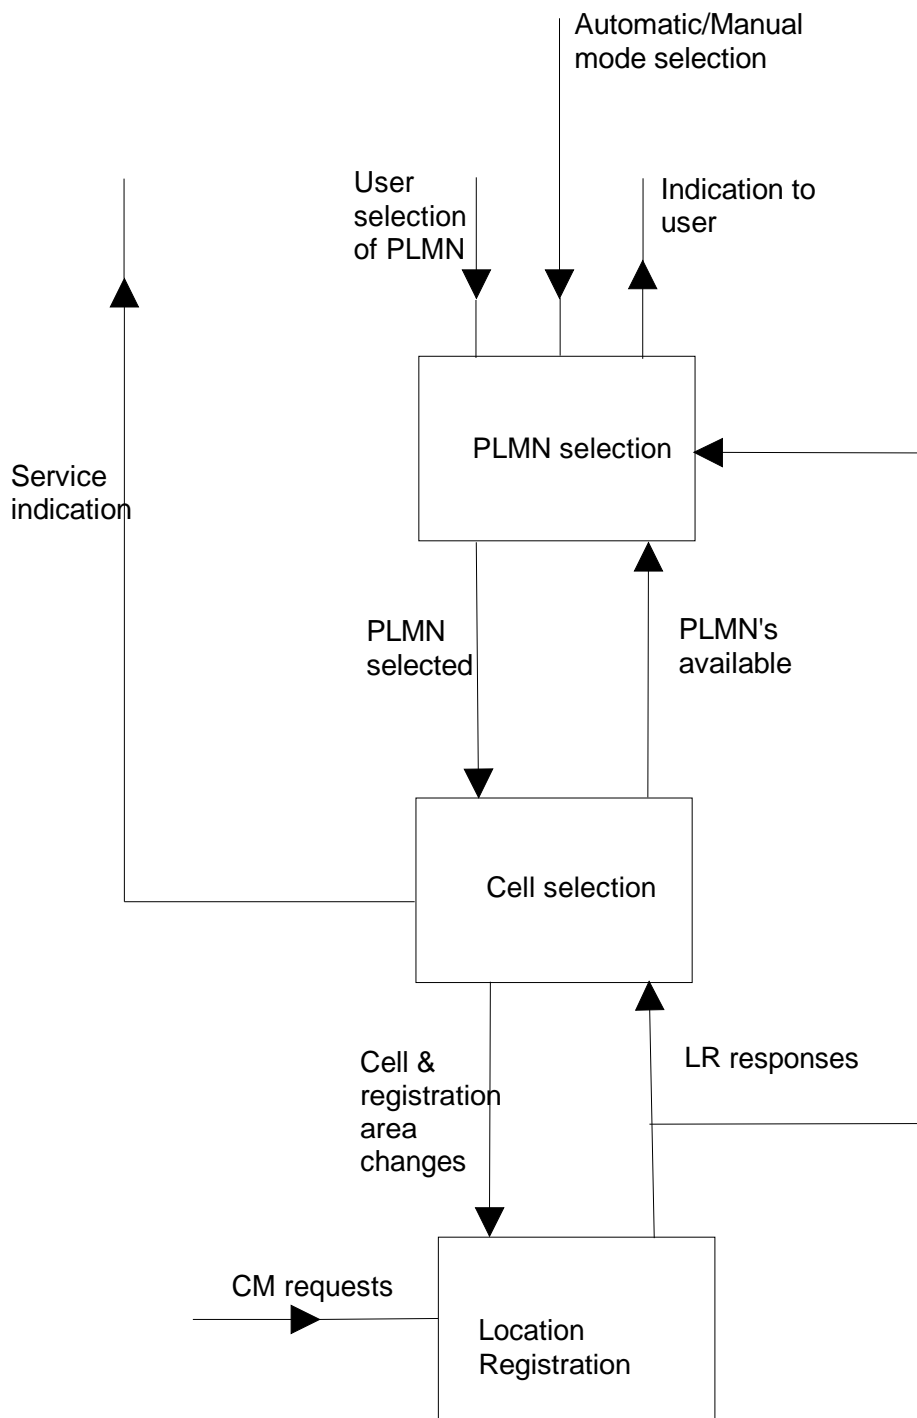 Automatic/Manual
mode selection
User
selection
of PLMN
Indication to
user
PLMN selection
Service
indication
PLMN
selected
PLMN's
available
Cell selection
Cell &
registration
area
changes
LR responses
CM requests
Location
Registration